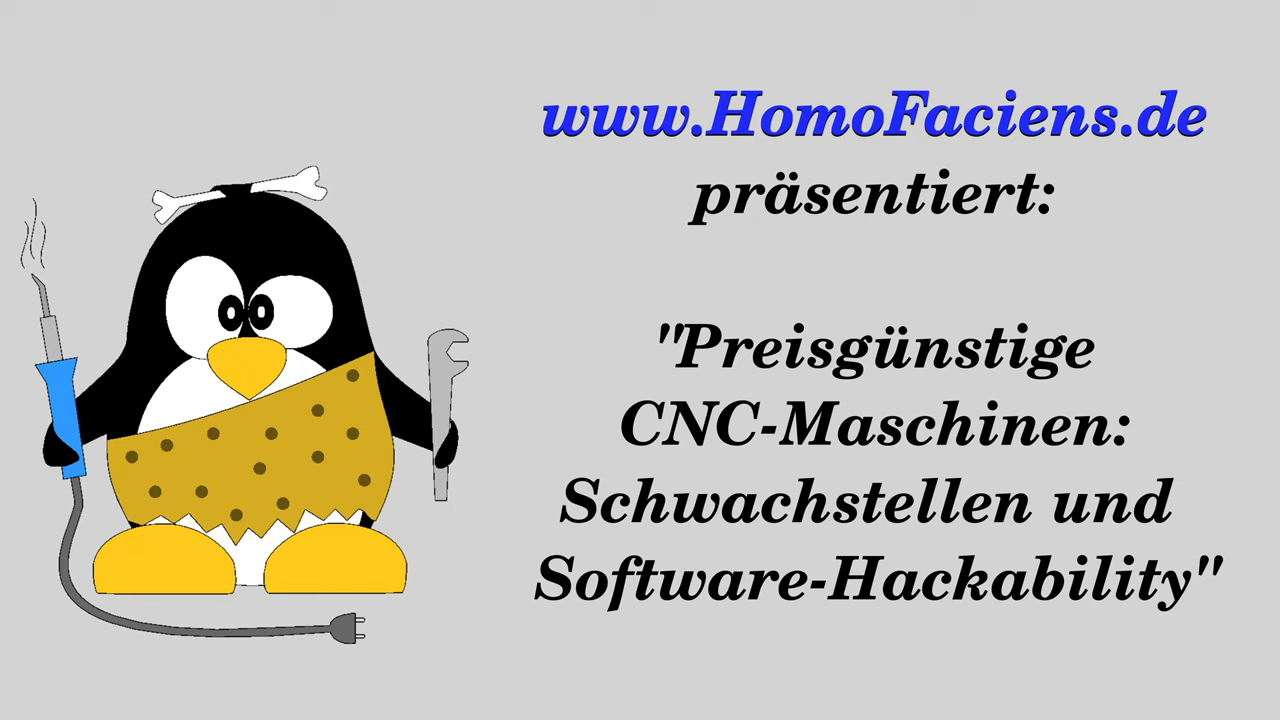 www.HomoFaciens.de
präsentiert:
"Preisgünstige
CNC-Maschinen:
Schwachstellen und
Software-Hackability"